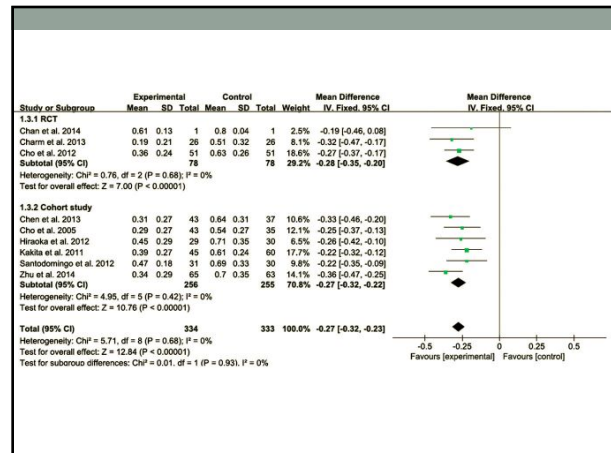 Experimental Control Mean Difference Mean Difference
Study or Subgroup Mean SD Total Mean SD Total Weight IV. Fixed. 95% CI IV. Fixed. 95% CI
1.3.1 RCT
Chan et al. 2014 0.61 0.13 1 0.8 0.04 1 2.5% -0.19 [-0.46, 0.08]
Charm et al. 2013 0.19 0.21 26 0.51 0.32 26 8.1% -0.32 [-0.47, -0.17]
Cho et al. 2012 0.36 0.24 51 0.63 0.26 51 18.6% -0.27 [-0.37, -0.17]
Subtotal (95% CI) 78 78 29.2% -0.28 [-0.35, -0.20]
Heterogeneity: Chi² = 0.76, df = 2 (P = 0.68); I² = 0%
Test for overall effect: Z = 7.00 (P < 0.00001)
1.3.2 Cohort study
Chen et al. 2013 0.31 0.27 43 0.64 0.31 37 10.6% -0.33 [-0.46, -0.20]
Cho et al. 2005 0.29 0.27 43 0.54 0.27 35 12.1% -0.25 [-0.37, -0.13]
Hiraoka et al. 2012 0.45 0.29 29 0.71 0.35 30 6.5% -0.26 [-0.42, -0.10]
Kakita et al. 2011 0.39 0.27 45 0.61 0.24 60 17.7% -0.22 [-0.32, -0.12]
Santodomingo et al. 2012 0.47 0.18 31 0.69 0.33 30 9.8% -0.22 [-0.35, -0.09]
Zhu et al. 2014 0.34 0.29 65 0.7 0.35 63 14.1% -0.36 [-0.47, -0.25]
Subtotal (95% CI) 256 255 70.8% -0.27 [-0.32, -0.22]
Heterogeneity: Chi² = 4.95, df = 5 (P = 0.42); I² = 0%
Test for overall effect: Z = 10.76 (P < 0.00001)
Total (95% CI) 334 333 100.0% -0.27 [-0.32, -0.23]
Heterogeneity: Chi² = 5.71, df = 8 (P = 0.68); I² = 0%
Test for overall effect: Z = 12.84 (P < 0.00001)
Test for subgroup differences: Chi² = 0.01, df = 1 (P = 0.93), I² = 0%
-0.5 -0.25 0 0.25 0.5
Favours [experimental] Favours [control]